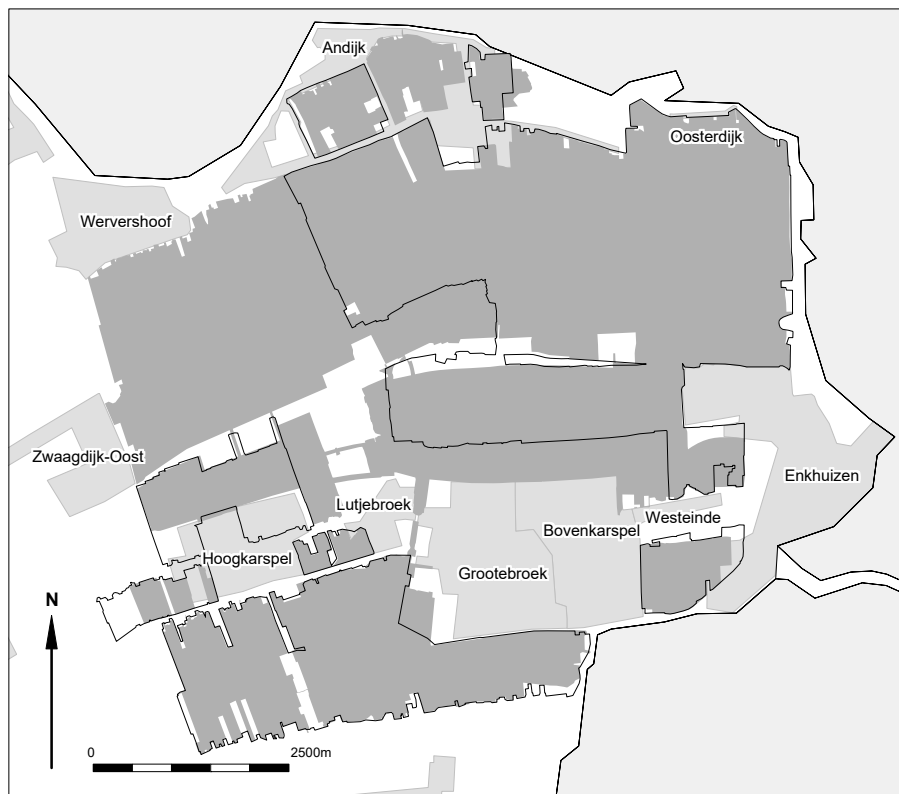 Andijk
Oosterdijk
Wervershoof
Zwaagdijk-Oost
Enkhuizen
Lutjebroek
Westeinde
Bovenkarspel
Hoogkarspel
Grootebroek
N
0 2500m